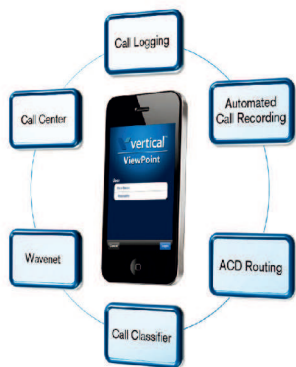 Call Logging
Automated
Call Recording
Call Center
vertical
ViewPoint
Wavenet
ACD Routing
Call Classifier